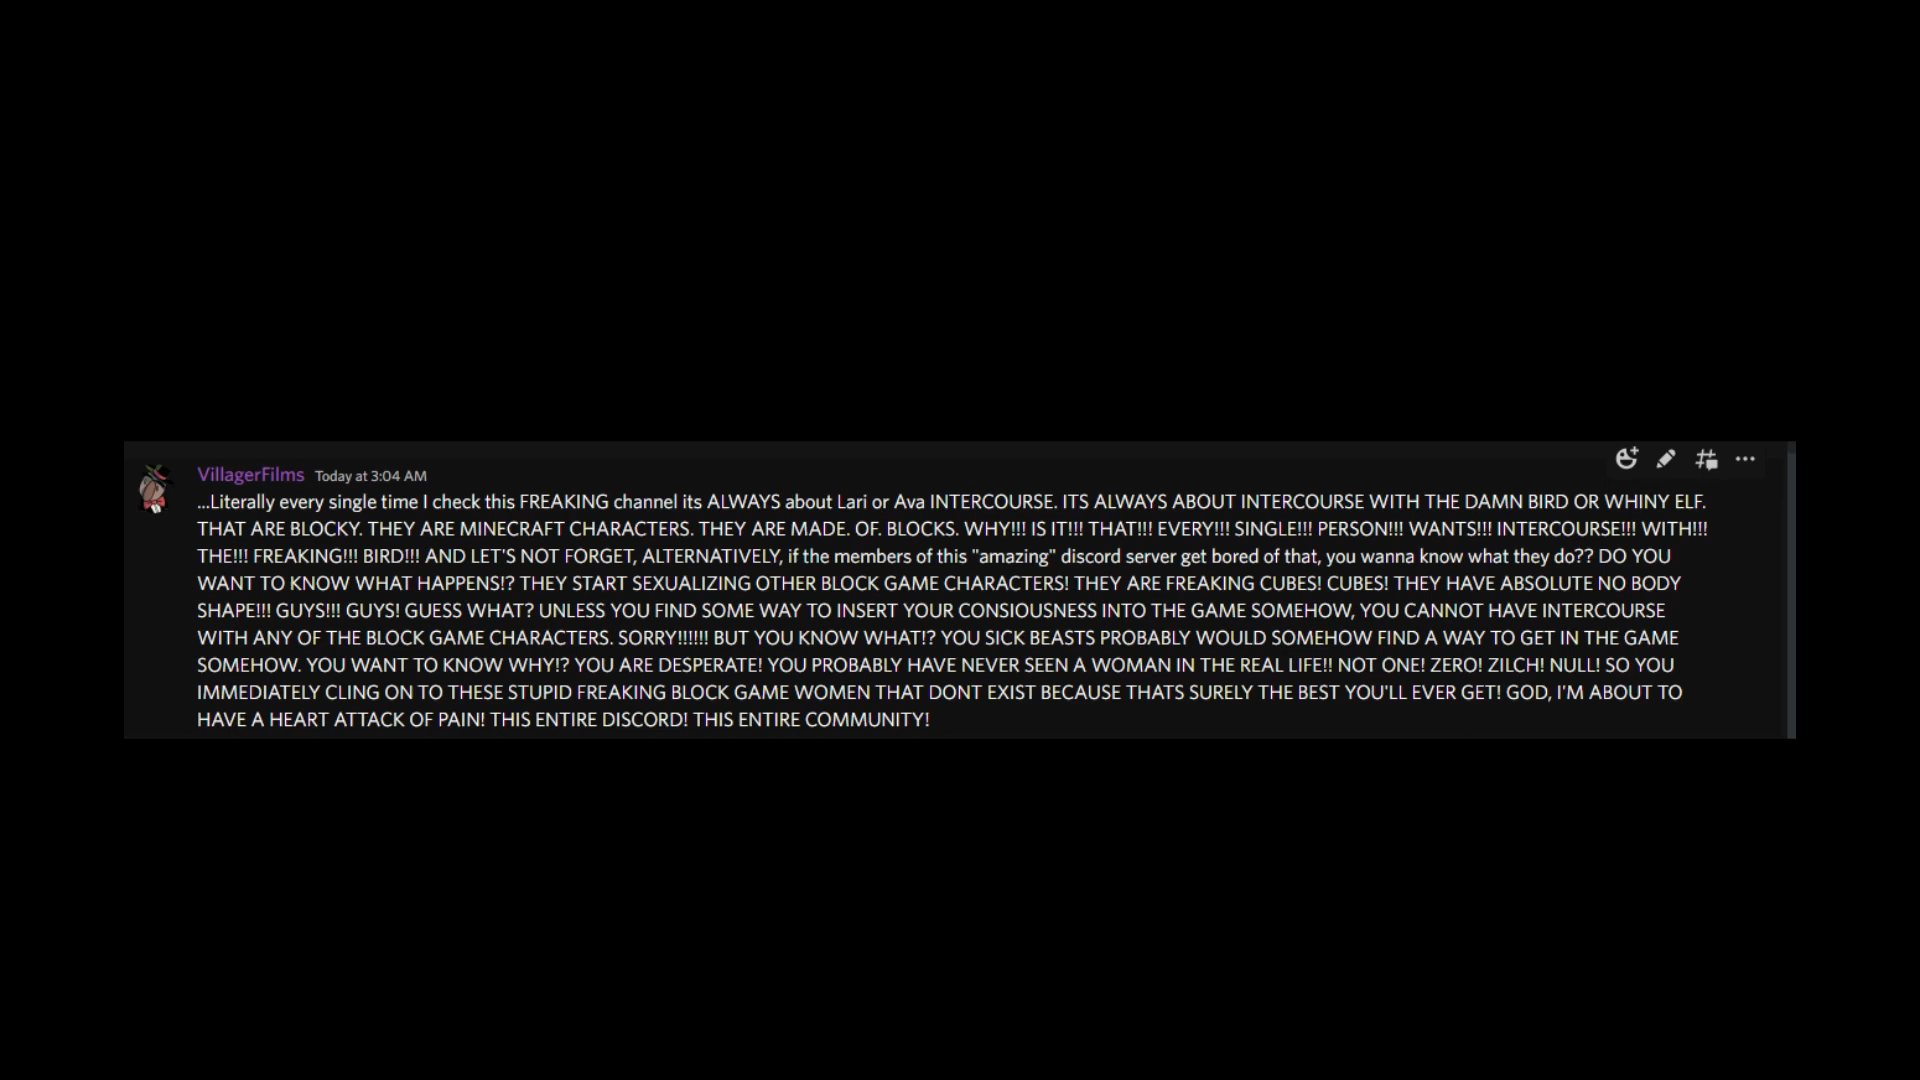 VillagerFilms Today at 3:04 AM
...Literally every single time I check this FREAKING channel its ALWAYS about Lari or Ava INTERCOURSE. ITS ALWAYS ABOUT INTERCOURSE WITH THE DAMN BIRD OR WHINY ELF.
THAT ARE BLOCKY. THEY ARE MINECRAFT CHARACTERS. THEY ARE MADE. OF. BLOCKS. WHY!!! IS IT!!! THAT!!! EVERY!!! SINGLE!!! PERSON!!! WANTS!!! INTERCOURSE!!! WITH!!!
THE!!! FREAKING!!! BIRD!!! AND LET'S NOT FORGET, ALTERNATIVELY, if the members of this "amazing" discord server get bored of that, you wanna know what they do?? DO YOU
WANT TO KNOW WHAT HAPPENS!? THEY START SEXUALIZING OTHER BLOCK GAME CHARACTERS! THEY ARE FREAKING CUBES! CUBES! THEY HAVE ABSOLUTE NO BODY
SHAPE!!! GUYS!!! GUYS! GUESS WHAT? UNLESS YOU FIND SOME WAY TO INSERT YOUR CONSIOUSNESS INTO THE GAME SOMEHOW, YOU CANNOT HAVE INTERCOURSE
WITH ANY OF THE BLOCK GAME CHARACTERS. SORRY!!!!!! BUT YOU KNOW WHAT!? YOU SICK BEASTS PROBABLY WOULD SOMEHOW FIND A WAY TO GET IN THE GAME
SOMEHOW. YOU WANT TO KNOW WHY!? YOU ARE DESPERATE! YOU PROBABLY HAVE NEVER SEEN A WOMAN IN THE REAL LIFE!! NOT ONE! ZERO! ZILCH! NULL! SO YOU
IMMEDIATELY CLING ON TO THESE STUPID FREAKING BLOCK GAME WOMEN THAT DONT EXIST BECAUSE THATS SURELY THE BEST YOU'LL EVER GET! GOD, I'M ABOUT TO
HAVE A HEART ATTACK OF PAIN! THIS ENTIRE DISCORD! THIS ENTIRE COMMUNITY!